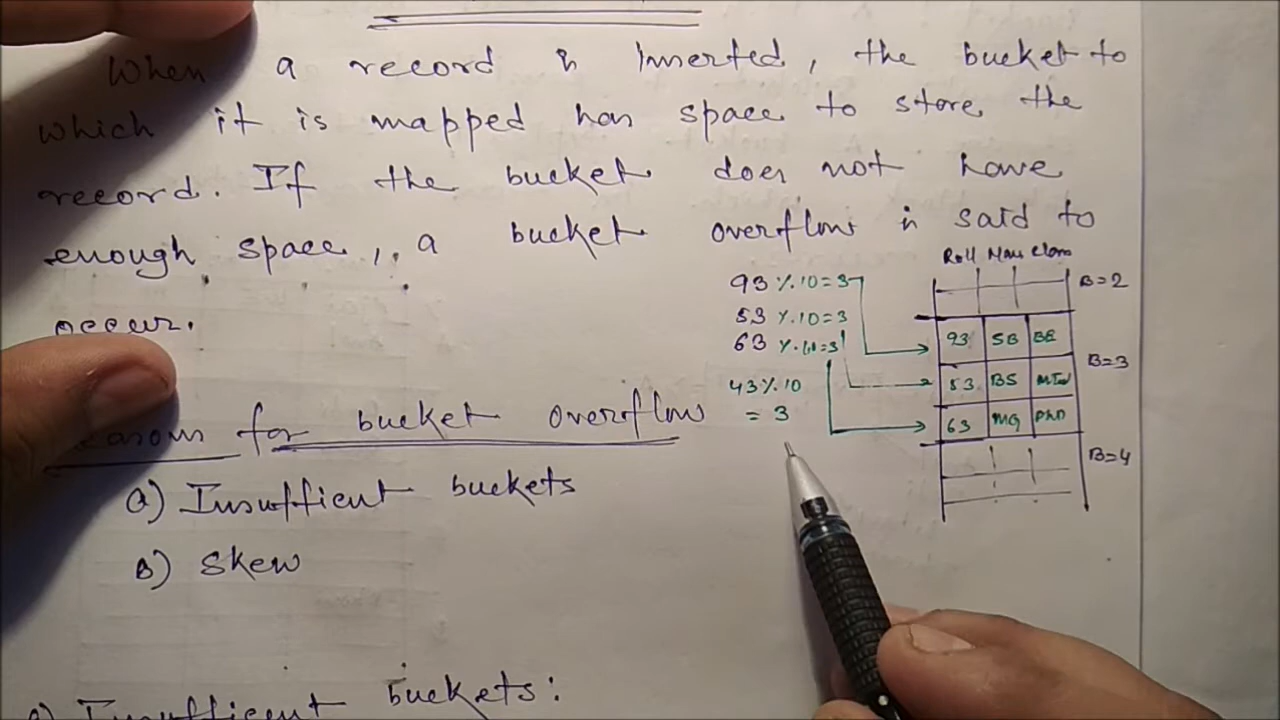 When a record is inserted, the bucket to
which it is mapped has space to store the
record. If the bucket does not have
enough space, a bucket overflow is said to
occur.
Roll Name Class
93 % 10 = 3
53 % 10 = 3
63 % 10 = 3
43 % 10
= 3
B=2
93 SB BE
B=3
53 BS
63 MG PhD
B=4
for bucket overflow
a) Insufficient buckets
b) Skew
a) Insufficient buckets: